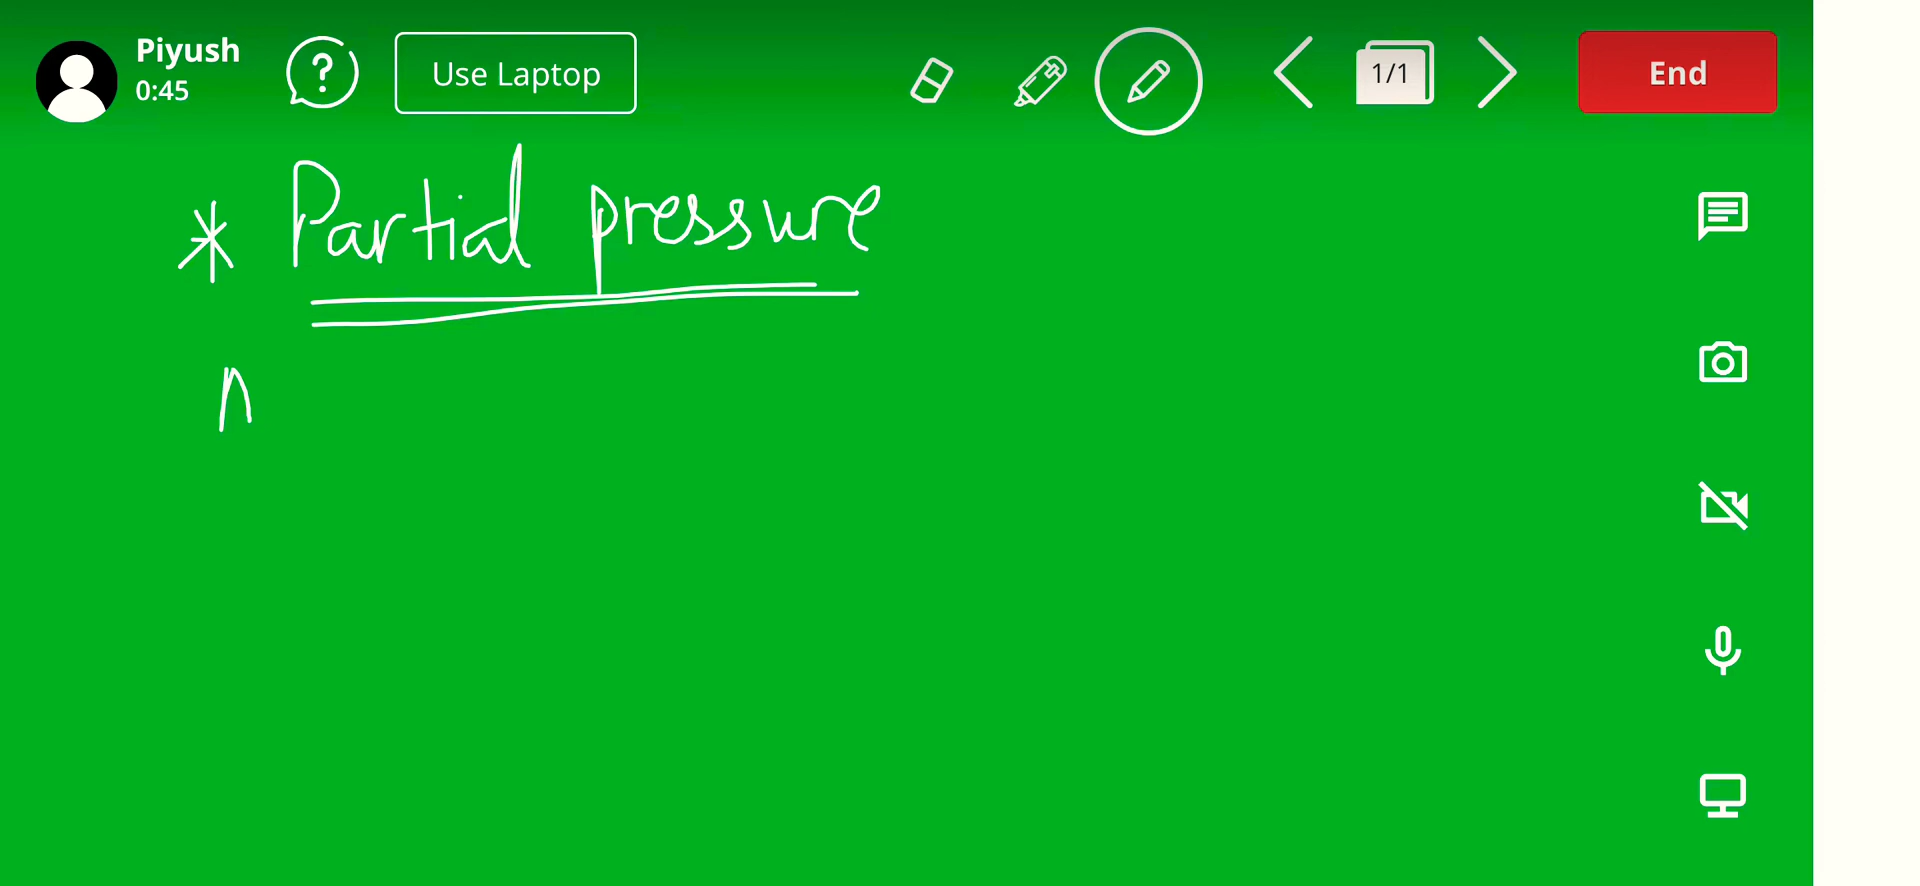 Piyush
0:45
?
Use Laptop
1/1
End
* Partial pressure
n